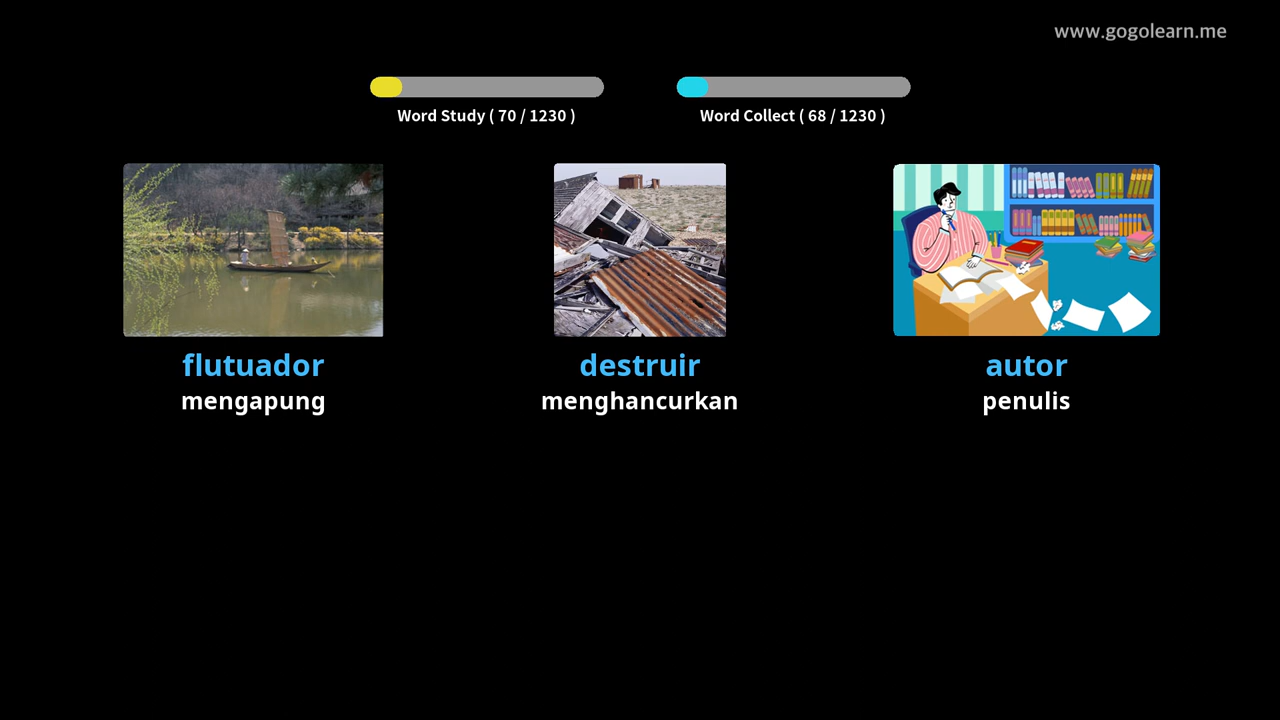 www.gogolearn.me
Word Study ( 70 / 1230 )
Word Collect ( 68 / 1230 )
flutuador
mengapung
destruir
menghancurkan
autor
penulis